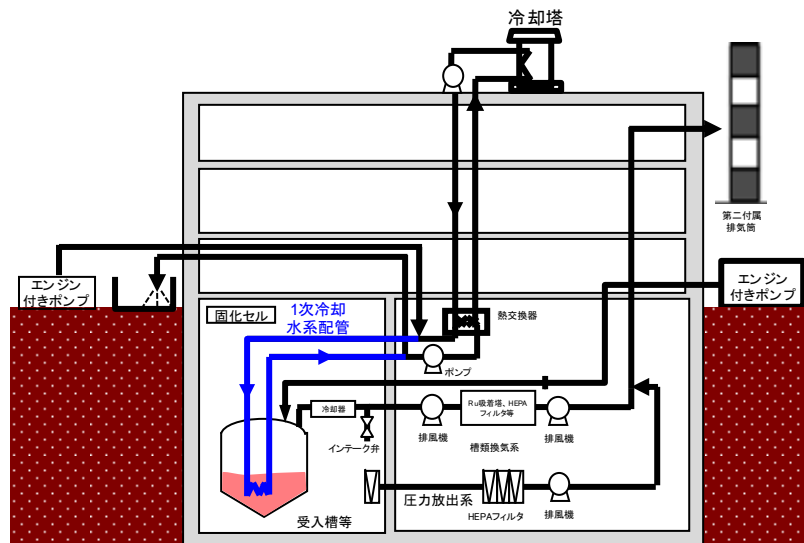 冷却塔
第二付属
排気筒
エンジン
付きポンプ
エンジン
付きポンプ
固化セル
1次冷却
水系配管
熱交換器
ポンプ
冷却器
Ru吸着塔、HEPA
フィルタ等
インテーク弁
排風機
槽類換気系
排風機
受入槽等
圧力放出系
HEPAフィルタ
排風機